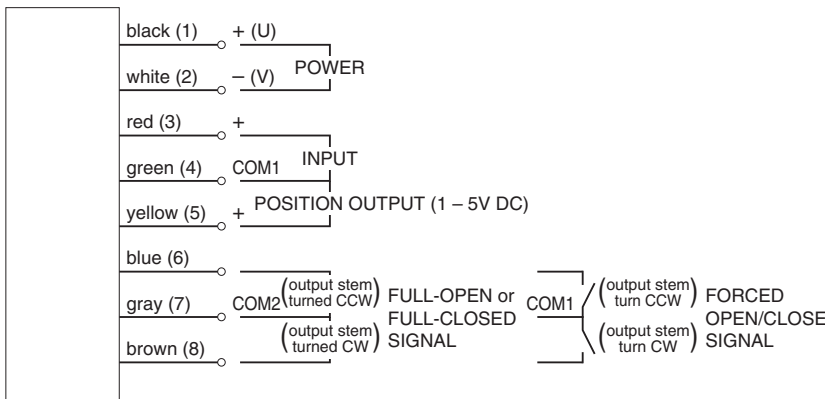 black (1) + (U)
POWER
white (2) – (V)
red (3) +
INPUT
green (4) COM1
POSITION OUTPUT (1 – 5V DC)
yellow (5) +
blue (6)
gray (7) COM2
brown (8)
(output stem
turned CCW)
(output stem
turned CW)
FULL-OPEN or
FULL-CLOSED
SIGNAL
COM1
(output stem
turn CCW)
(output stem
turn CW)
FORCED
OPEN/CLOSE
SIGNAL